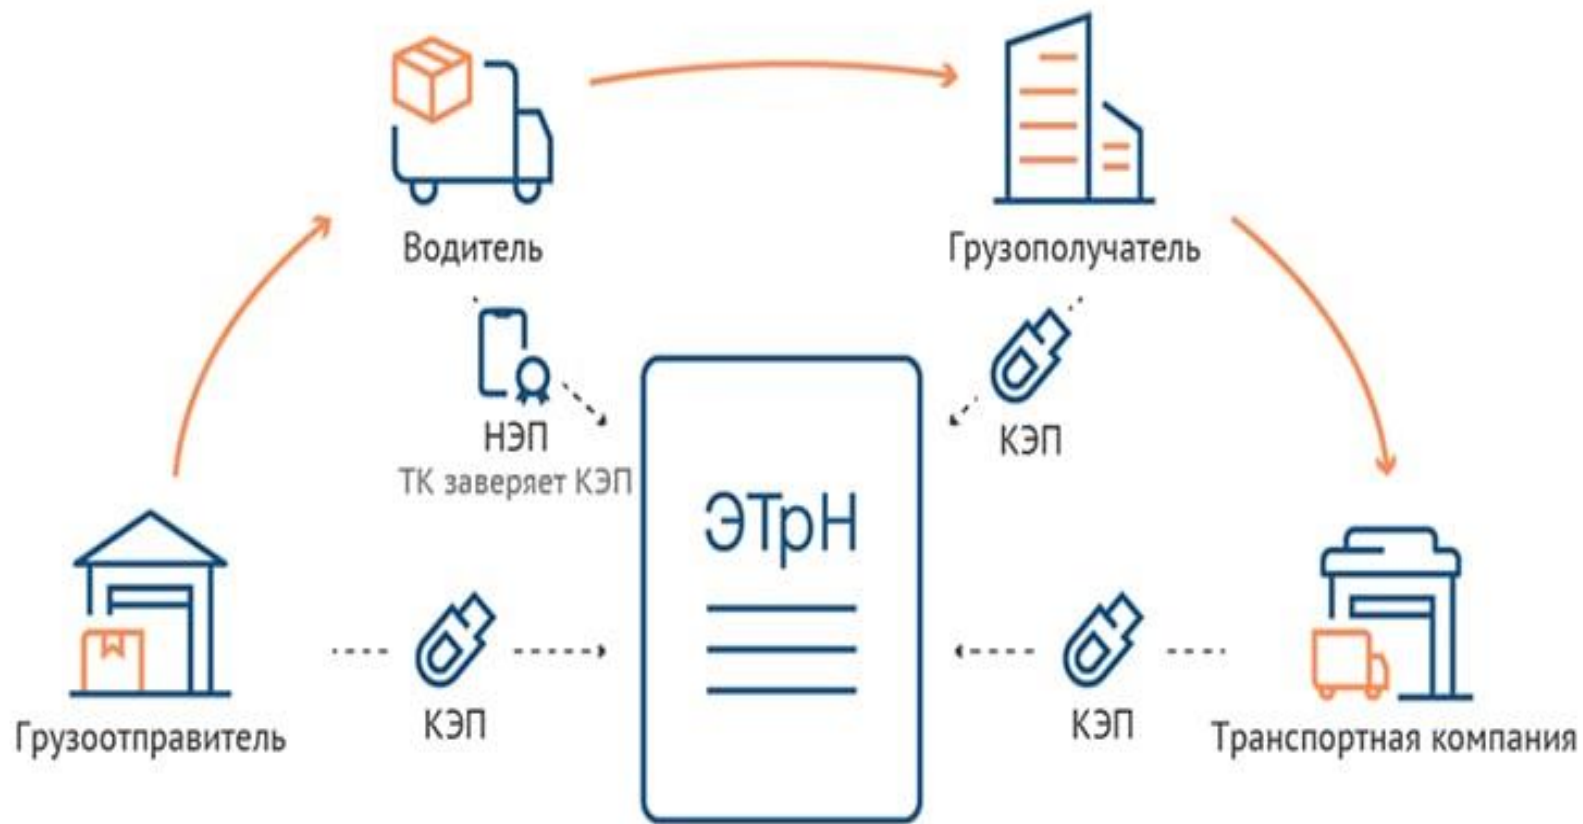 Водитель
Грузополучатель
НЭП
ТК заверяет КЭП
КЭП
ЭТрН
КЭП
КЭП
Грузоотправитель
Транспортная компания